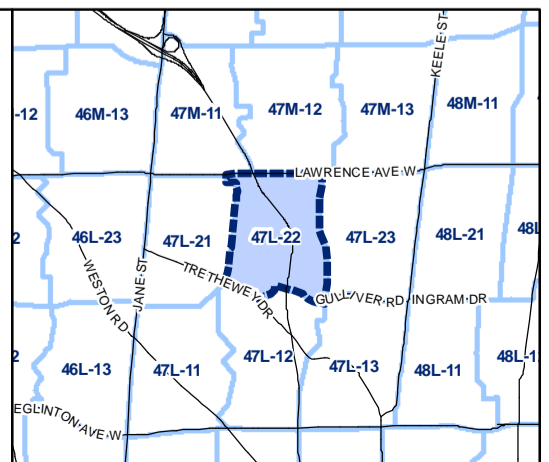 KEELE ST
-12
46M-13
47M-11
47M-12
47M-13
48M-11
LAWRENCE AVE W
2
46L-23
47L-21
47L-22
47L-23
48L-21
48L
WESTON RD
JANE ST
TRETHEWEY DR
GULLIVER RD
INGRAM DR
2
46L-13
47L-11
47L-12
47L-13
48L-11
48L-1
EGLINTON AVE W